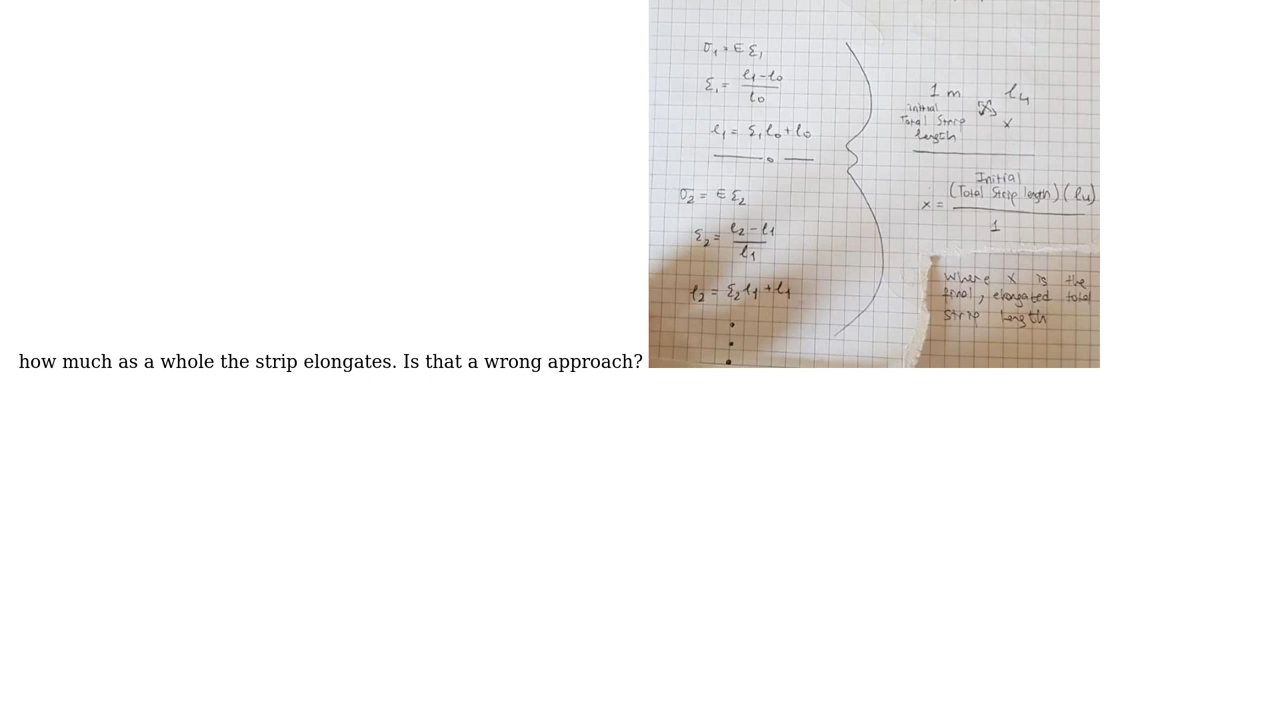 σ₁ = E ε₁
ε₁ = (l₁ - l₀) / l₀
l₁ = ε₁ l₀ + l₀
σ₂ = E ε₂
ε₂ = (l₂ - l₁) / l₁
l₂ = ε₂ l₁ + l₁
1 m l₄
initial
Total Strip x
length
Initial
x = (Total Strip length) (l₄)
1
where x is the
final, elongated total
strip length
how much as a whole the strip elongates. Is that a wrong approach?